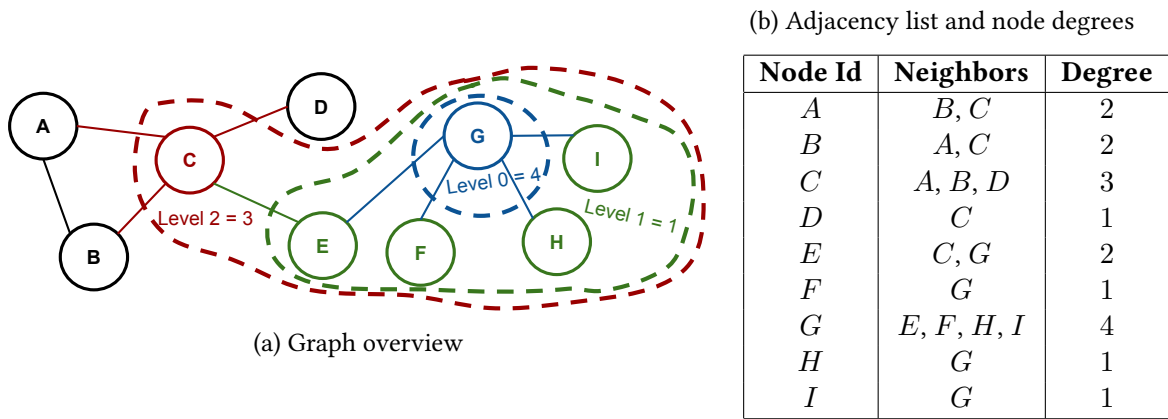 A
B
C
D
E
F
G
H
I
Level 0 = 4
Level 1 = 1
Level 2 = 3
(a) Graph overview
(b) Adjacency list and node degrees
Node Id Neighbors Degree
A B, C 2
B A, C 2
C A, B, D 3
D C 1
E C, G 2
F G 1
G E, F, H, I 4
H G 1
I G 1